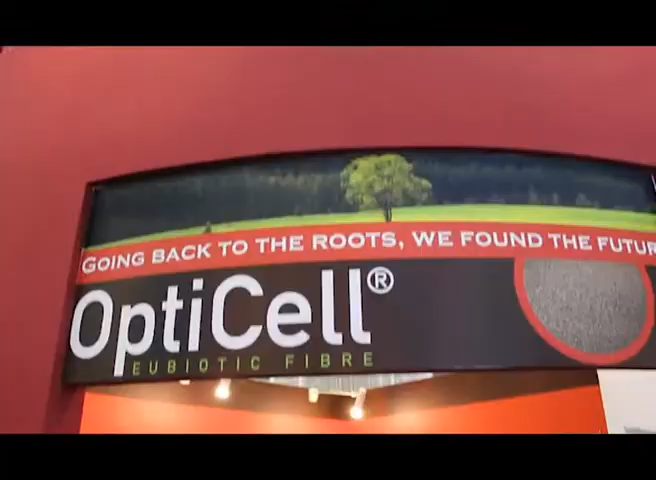 GOING BACK TO THE ROOTS, WE FOUND THE FUTUR
OptiCell®
EUBIOTIC FIBRE